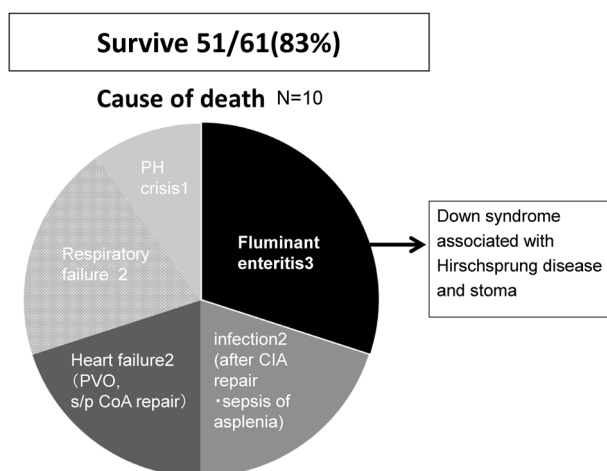 Survive 51/61(83%)
Cause of death N=10
PH
crisis1
Fluminant
enteritis3
Down syndrome
associated with
Hirschsprung disease
and stoma
Respiratory
failure 2
infection2
(after CIA
repair
・sepsis of
asplenia)
Heart failure2
(PVO,
s/p CoA repair)